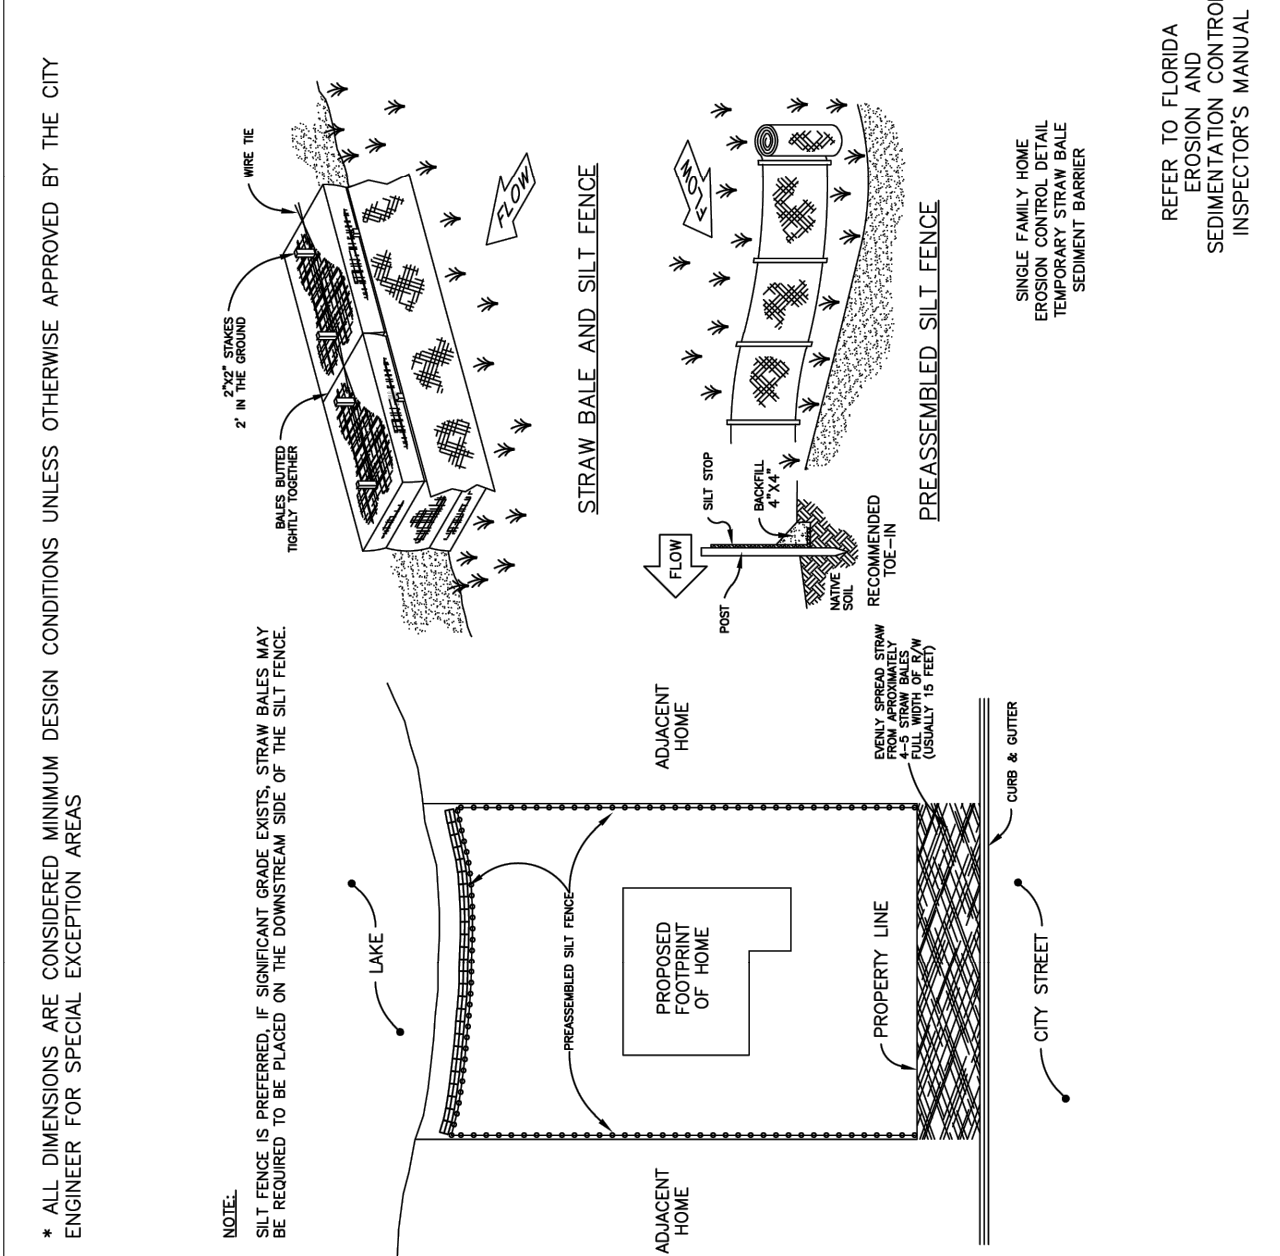 * ALL DIMENSIONS ARE CONSIDERED MINIMUM DESIGN CONDITIONS UNLESS OTHERWISE APPROVED BY THE CITY
ENGINEER FOR SPECIAL EXCEPTION AREAS
NOTE:
SILT FENCE IS PREFERRED, IF SIGNIFICANT GRADE EXISTS, STRAW BALES MAY
BE REQUIRED TO BE PLACED ON THE DOWNSTREAM SIDE OF THE SILT FENCE.
LAKE
ADJACENT
HOME
PREASSEMBLED SILT FENCE
PROPOSED
FOOTPRINT
OF HOME
ADJACENT
HOME
PROPERTY LINE
EVENLY SPREAD STRAW
FROM APROXIMATELY
4-5 STRAW BALES
FULL WIDTH OF R/W
(USUALLY 15 FEET)
CURB & GUTTER
CITY STREET
BALES BUTTED
TIGHTLY TOGETHER
2"X2" STAKES
2' IN THE GROUND
WIRE TIE
FLOW
STRAW BALE AND SILT FENCE
FLOW
POST
SILT STOP
BACKFILL
4"X4"
NATIVE
SOIL
RECOMMENDED
TOE-IN
FLOW
PREASSEMBLED SILT FENCE
SINGLE FAMILY HOME
EROSION CONTROL DETAIL
TEMPORARY STRAW BALE
SEDIMENT BARRIER
REFER TO FLORIDA
EROSION AND
SEDIMENTATION CONTROL
INSPECTOR'S MANUAL